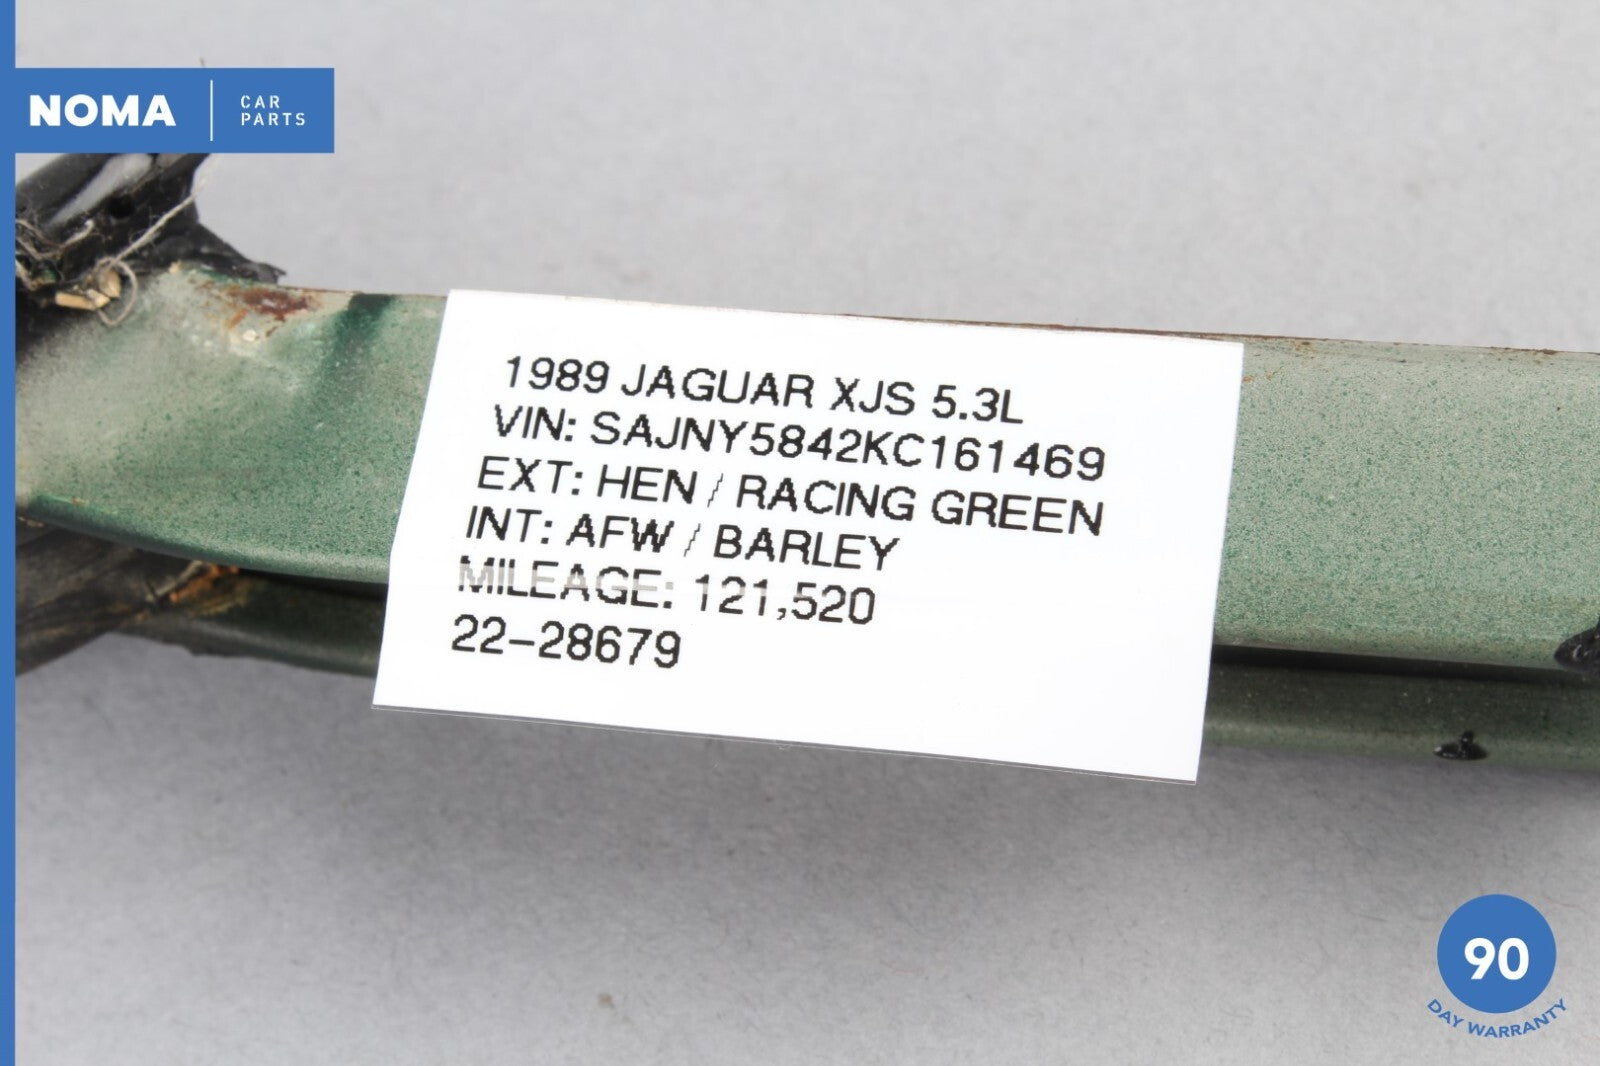 NOMA
CAR
PARTS
1989 JAGUAR XJS 5.3L
VIN: SAJNY5842KC161469
EXT: HEN / RACING GREEN
INT: AFW / BARLEY
MILEAGE: 121,520
22-28679
90
DAY WARRANTY